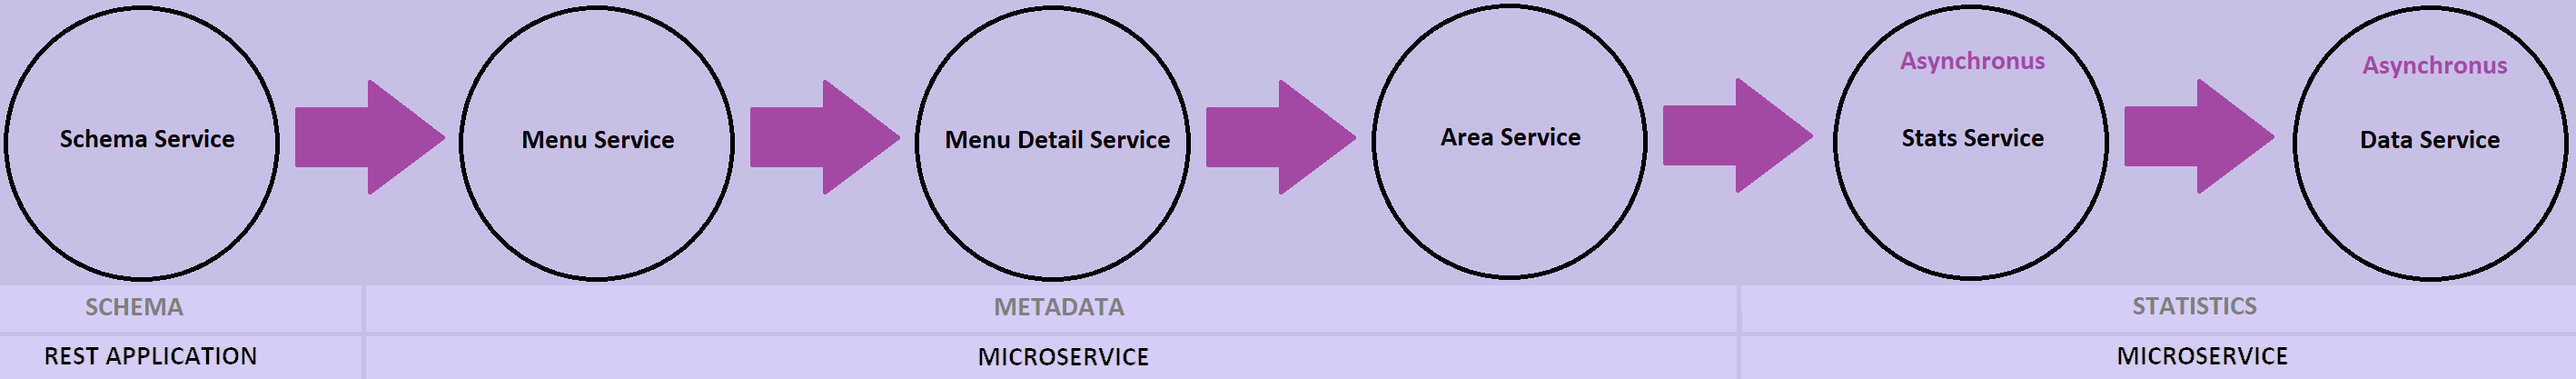 Asynchronus
Asynchronus
Schema Service
Menu Service
Menu Detail Service
Area Service
Stats Service
Data Service
SCHEMA
METADATA
STATISTICS
REST APPLICATION
MICROSERVICE
MICROSERVICE